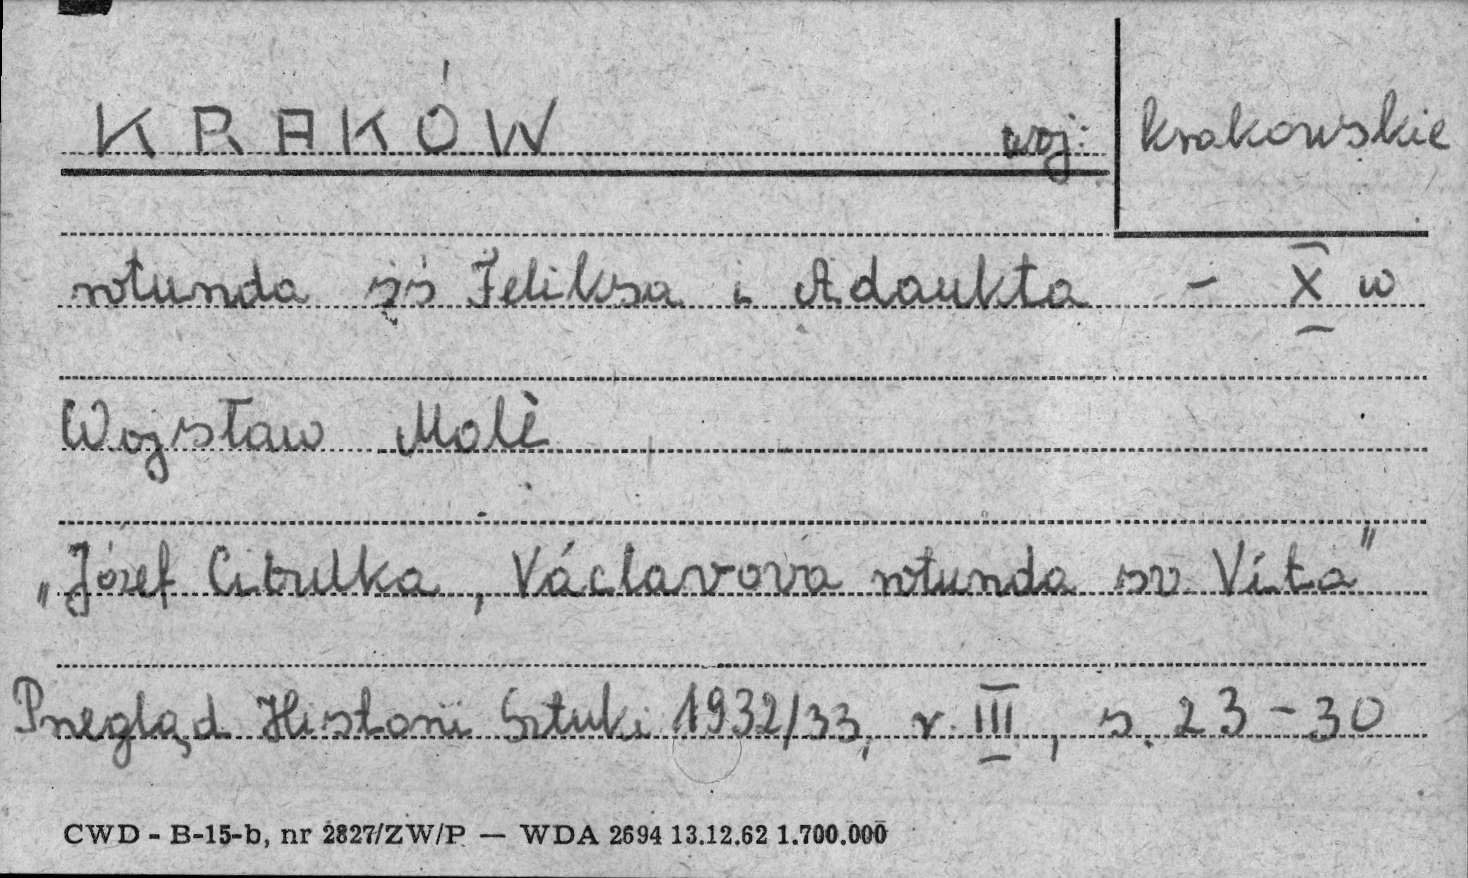 KRAKÓW woj: krakowskie
rotunda śś Feliksa i Adaukta - X w
Wojsław Molè
"Józef Cibulka, Václavova rotunda sv. Víta"
Przegląd Historii Sztuki 1932/33, r. III, s. 23-30
CWD - B-15-b, nr 2827/ZW/P — WDA 2694 13.12.62 1.700.000